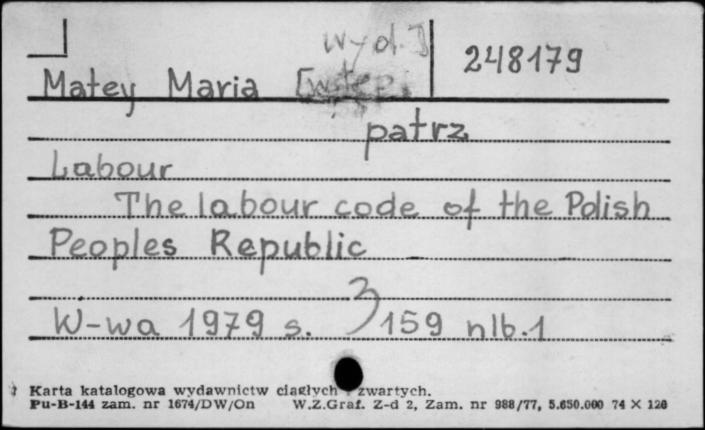 wyd.]
248179
Matey Maria [wstęp.
patrz
Labour
The labour code of the Polish
Peoples Republic
W-wa 1979 s. 159 nlb.1
Karta katalogowa wydawnictw ciągłych i zwartych.
Pu-B-144 zam. nr 1674/DW/On W.Z.Graf. Z-d 2, Zam. nr 988/77, 5.650.000 74 × 120